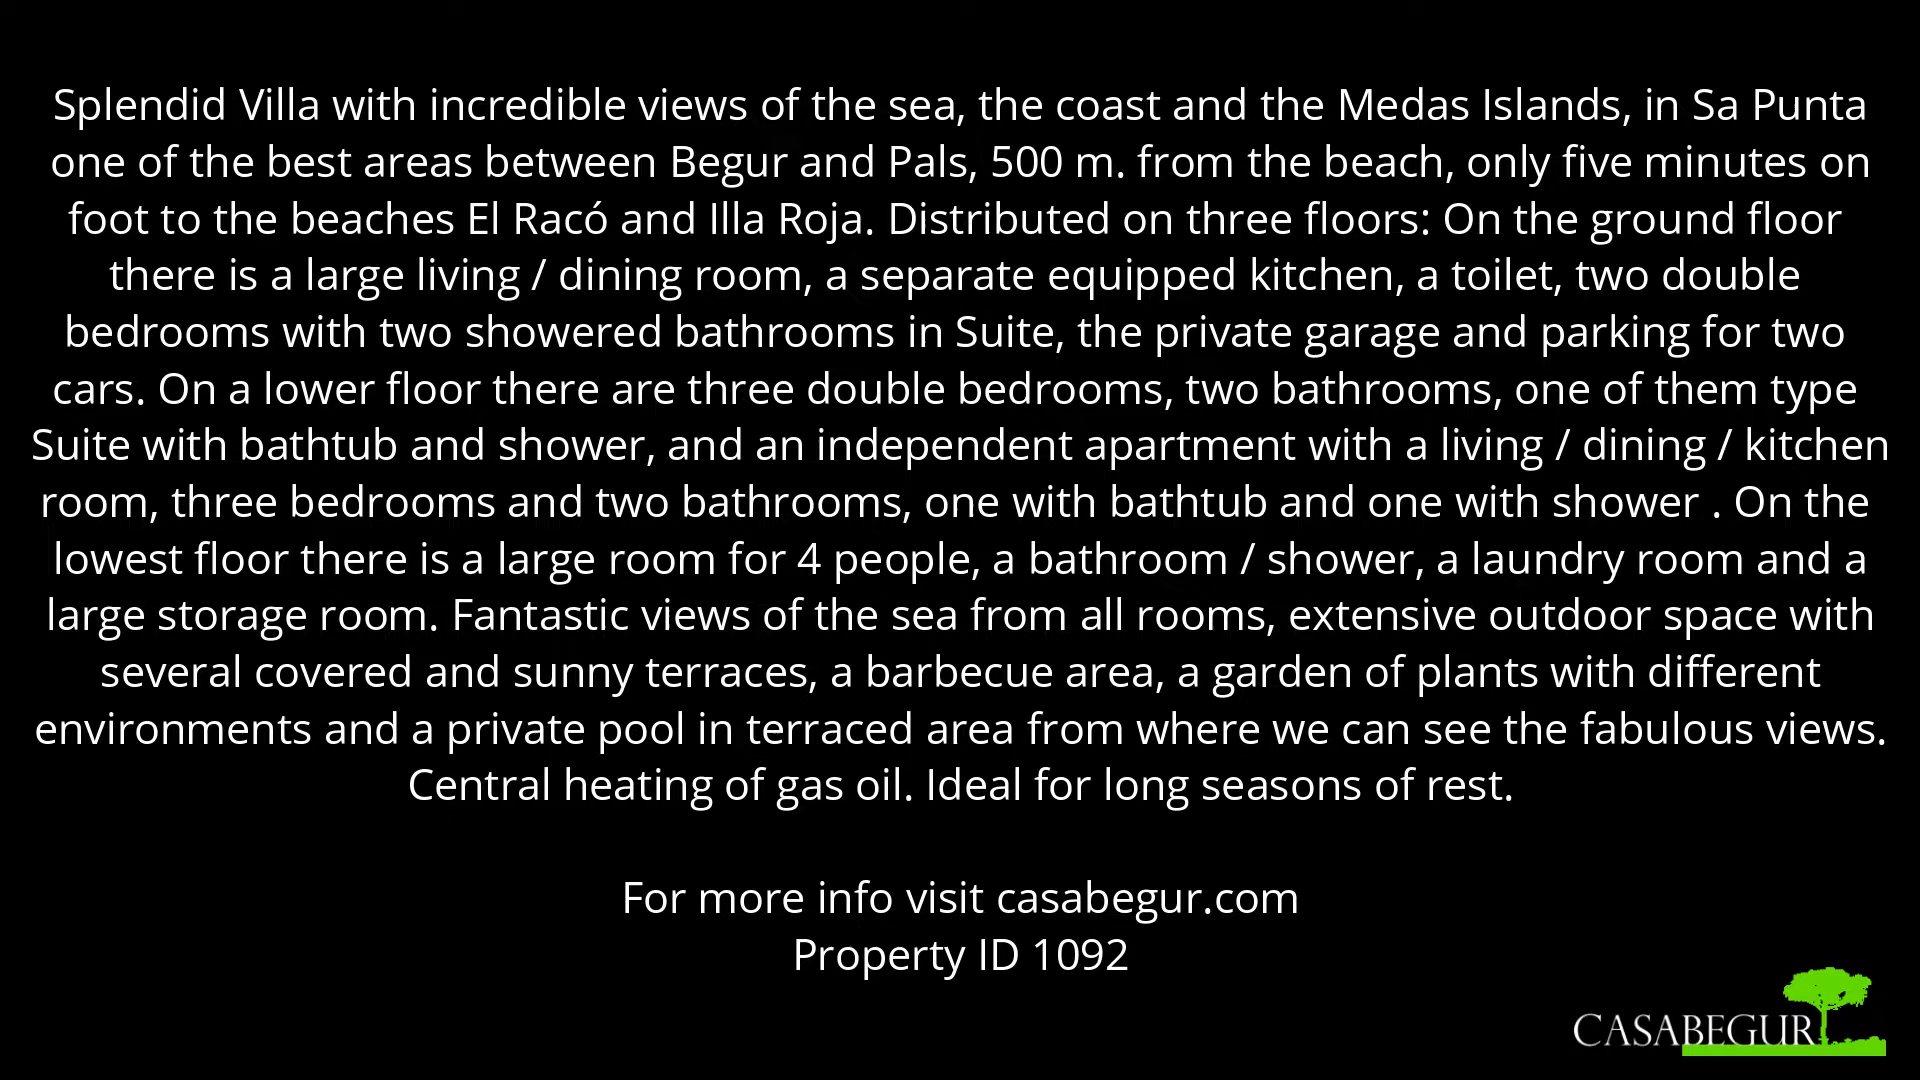 Splendid Villa with incredible views of the sea, the coast and the Medas Islands, in Sa Punta
one of the best areas between Begur and Pals, 500 m. from the beach, only five minutes on
foot to the beaches El Racó and Illa Roja. Distributed on three floors: On the ground floor
there is a large living / dining room, a separate equipped kitchen, a toilet, two double
bedrooms with two showered bathrooms in Suite, the private garage and parking for two
cars. On a lower floor there are three double bedrooms, two bathrooms, one of them type
Suite with bathtub and shower, and an independent apartment with a living / dining / kitchen
room, three bedrooms and two bathrooms, one with bathtub and one with shower . On the
lowest floor there is a large room for 4 people, a bathroom / shower, a laundry room and a
large storage room. Fantastic views of the sea from all rooms, extensive outdoor space with
several covered and sunny terraces, a barbecue area, a garden of plants with different
environments and a private pool in terraced area from where we can see the fabulous views.
Central heating of gas oil. Ideal for long seasons of rest.
For more info visit casabegur.com
Property ID 1092
CASABEGUR